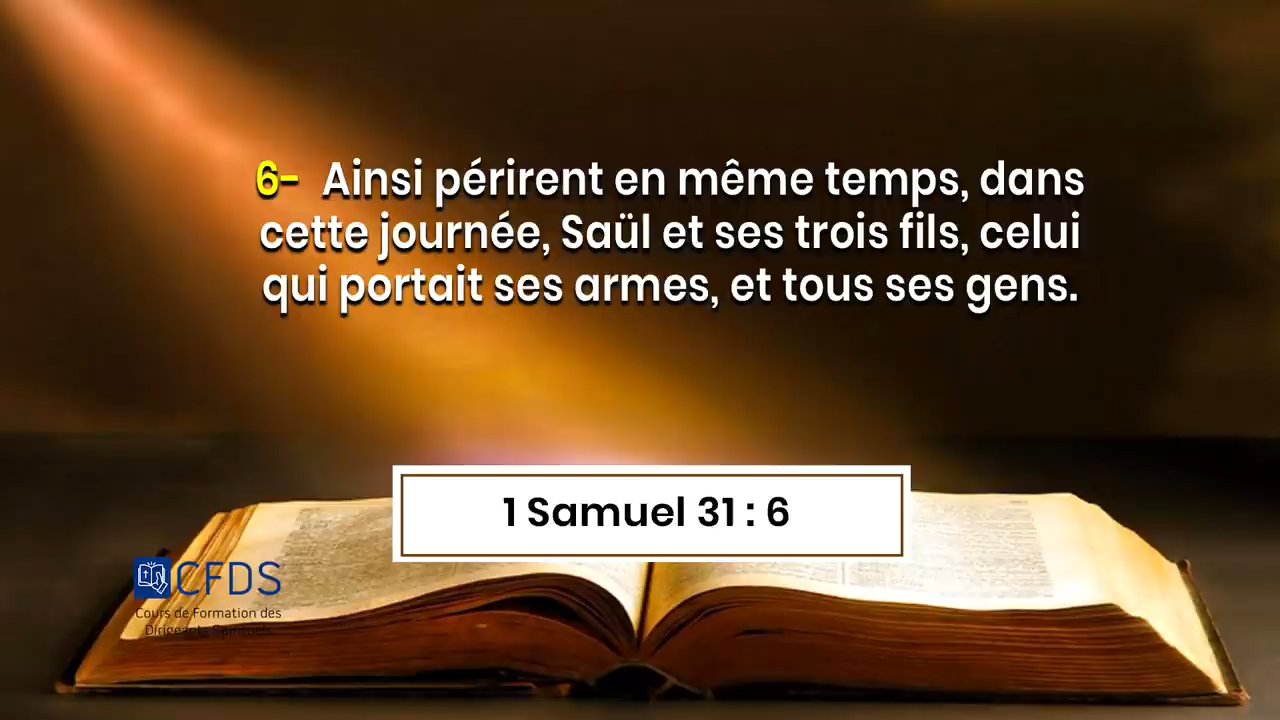 6- Ainsi périrent en même temps, dans
cette journée, Saül et ses trois fils, celui
qui portait ses armes, et tous ses gens.
1 Samuel 31 : 6
CFDS
Cours de Formation des